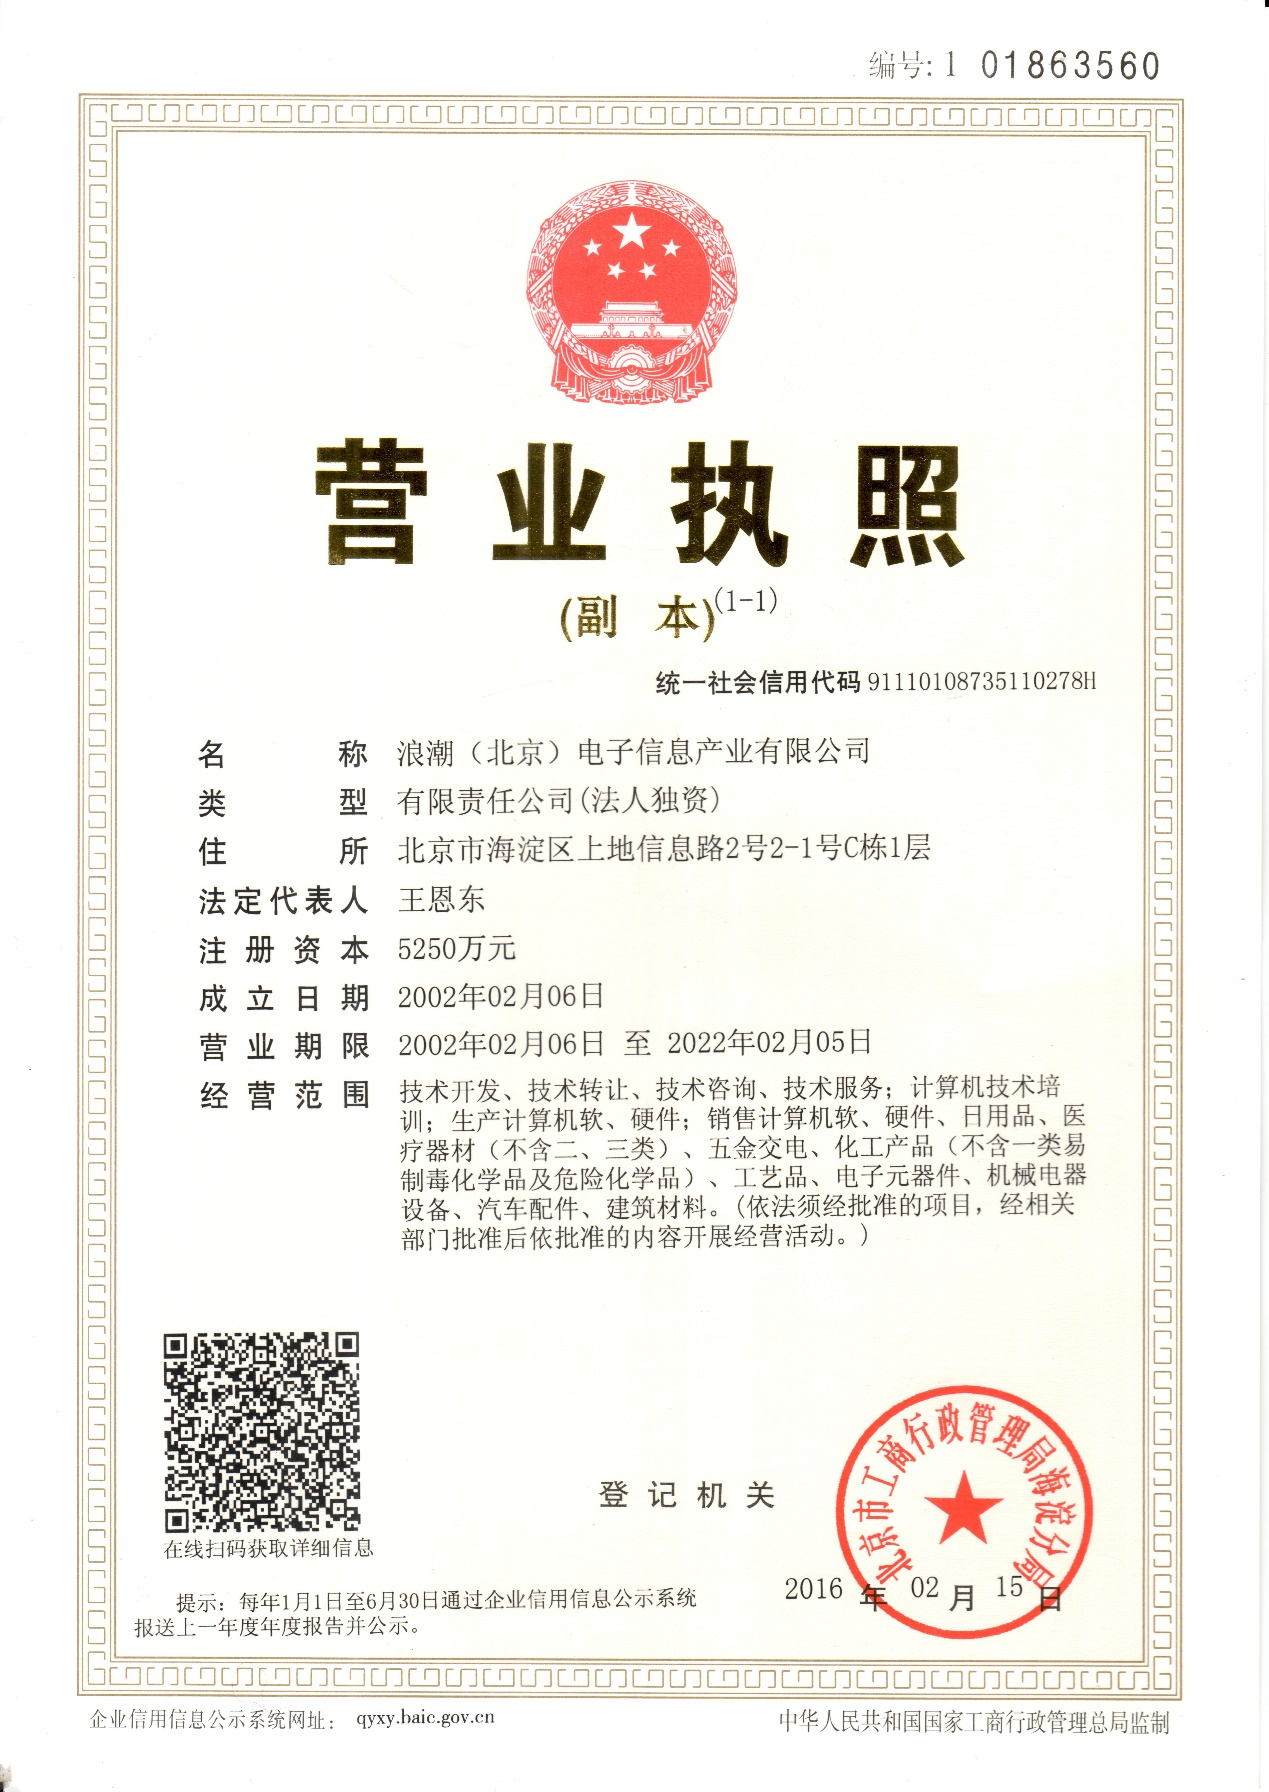 编号: 1 01863560
营业执照
(副 本)(1-1)
统一社会信用代码 91110108735110278H
名称 浪潮（北京）电子信息产业有限公司
类型 有限责任公司(法人独资)
住所 北京市海淀区上地信息路2号2-1号C栋1层
法定代表人 王恩东
注册资本 5250万元
成立日期 2002年02月06日
营业期限 2002年02月06日 至 2022年02月05日
经营范围 技术开发、技术转让、技术咨询、技术服务；计算机技术培
训；生产计算机软、硬件；销售计算机软、硬件、日用品、医
疗器材（不含二、三类）、五金交电、化工产品（不含一类易
制毒化学品及危险化学品）、工艺品、电子元器件、机械电器
设备、汽车配件、建筑材料。(依法须经批准的项目，经相关
部门批准后依批准的内容开展经营活动。)
在线扫码获取详细信息
登记机关
北京市工商行政管理局海淀分局
2016 年 02 月 15 日
提示：每年1月1日至6月30日通过企业信用信息公示系统
报送上一年度年度报告并公示。
企业信用信息公示系统网址： qyxy.baic.gov.cn
中华人民共和国国家工商行政管理总局监制